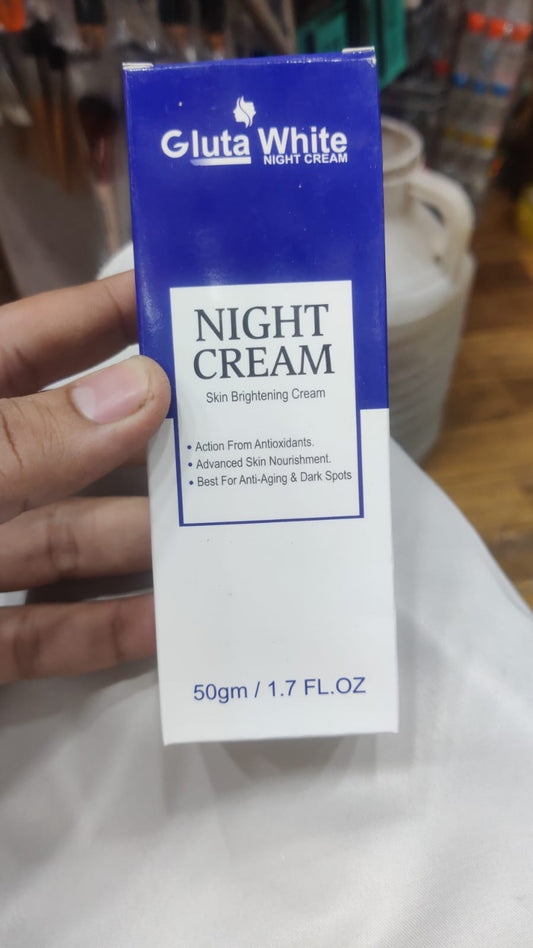 Gluta White
NIGHT CREAM
NIGHT
CREAM
Skin Brightening Cream
• Action From Antioxidants.
• Advanced Skin Nourishment.
• Best For Anti-Aging & Dark Spots
50gm / 1.7 FL.OZ